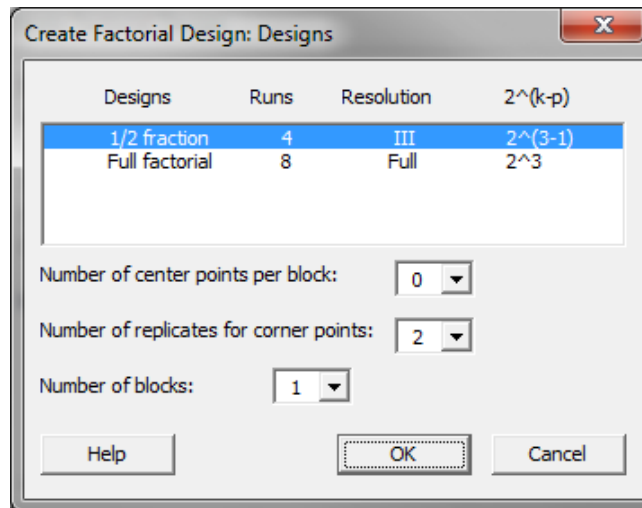 Create Factorial Design: Designs
Designs Runs Resolution 2^(k-p)
1/2 fraction 4 III 2^(3-1)
Full factorial 8 Full 2^3
Number of center points per block: 0
Number of replicates for corner points: 2
Number of blocks: 1
Help OK Cancel